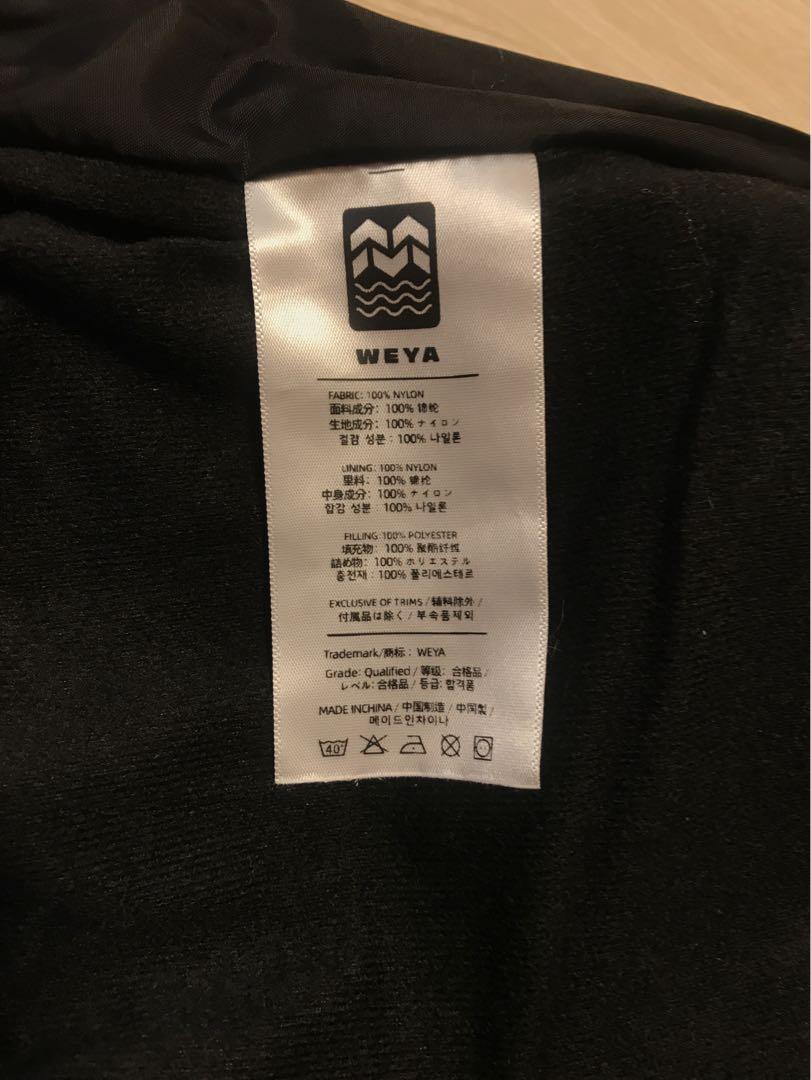 WEYA
FABRIC: 100% NYLON
面料成分: 100% 锦纶
生地成分: 100% ナイロン
겉감 성분 : 100% 나일론
LINING: 100% NYLON
里料: 100% 锦纶
中身成分: 100% ナイロン
합감 성분 : 100% 나일론
FILLING: 100% POLYESTER
填充物: 100% 聚酯纤维
詰め物: 100% ポリエステル
충전재 : 100% 폴리에스테르
EXCLUSIVE OF TRIMS / 辅料除外 /
付属品は除く / 부속품제외
Trademark/商标: WEYA
Grade: Qualified / 等级: 合格品 /
レベル: 合格品 / 등급: 합격품
MADE INCHINA / 中国制造 / 中国製 /
메이드인차이나
40°